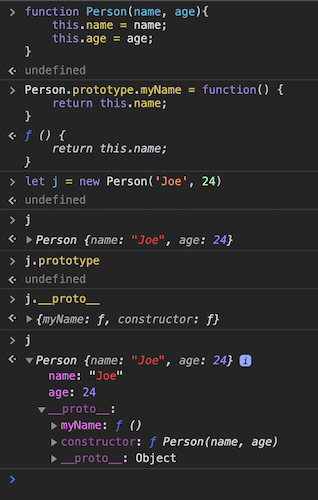 function Person(name, age){
this.name = name;
this.age = age;
}
undefined
Person.prototype.myName = function() {
return this.name;
}
ƒ () {
return this.name;
}
let j = new Person('Joe', 24)
undefined
j
Person {name: "Joe", age: 24}
j.prototype
undefined
j.__proto__
{myName: ƒ, constructor: ƒ}
j
Person {name: "Joe", age: 24} i
name: "Joe"
age: 24
__proto__:
myName: ƒ ()
constructor: ƒ Person(name, age)
__proto__: Object